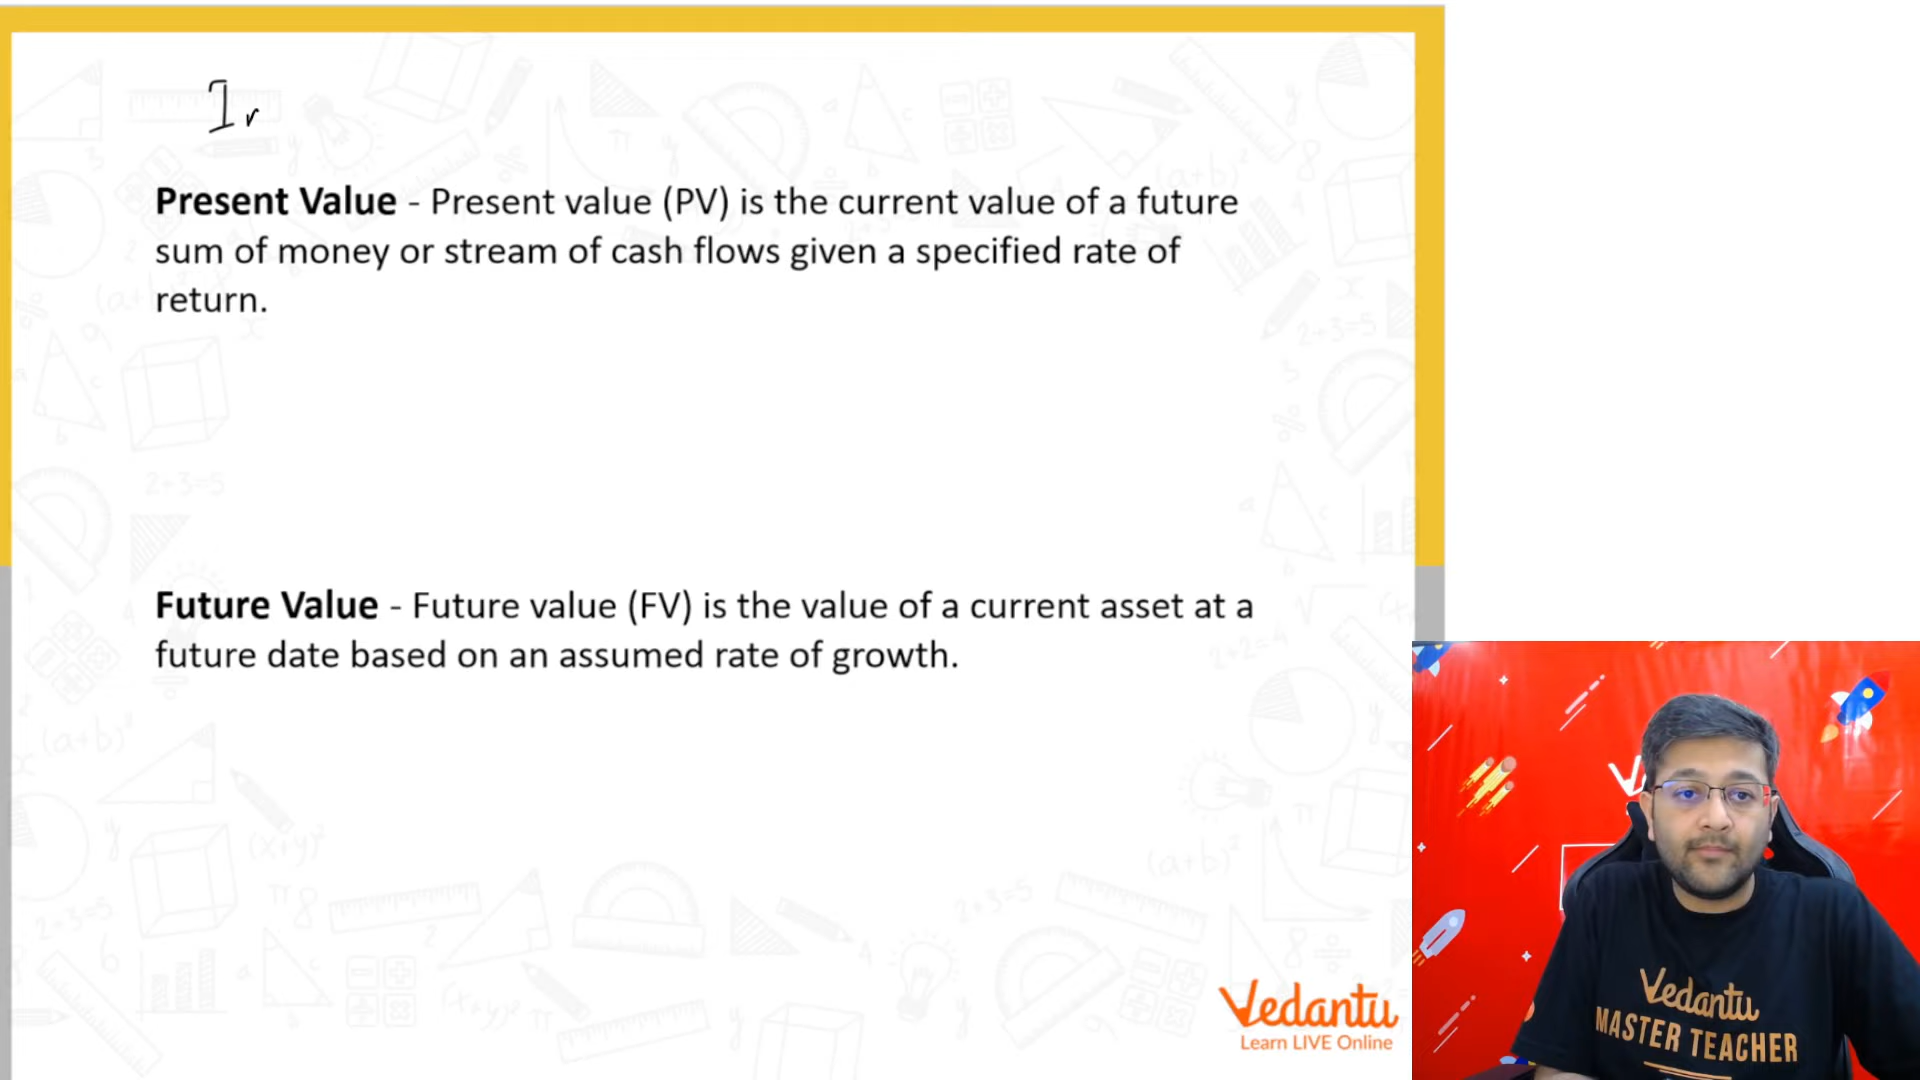 Ir
Present Value - Present value (PV) is the current value of a future
sum of money or stream of cash flows given a specified rate of
return.
Future Value - Future value (FV) is the value of a current asset at a
future date based on an assumed rate of growth.
Vedantu
Learn LIVE Online
Vedantu
MASTER TEACHER